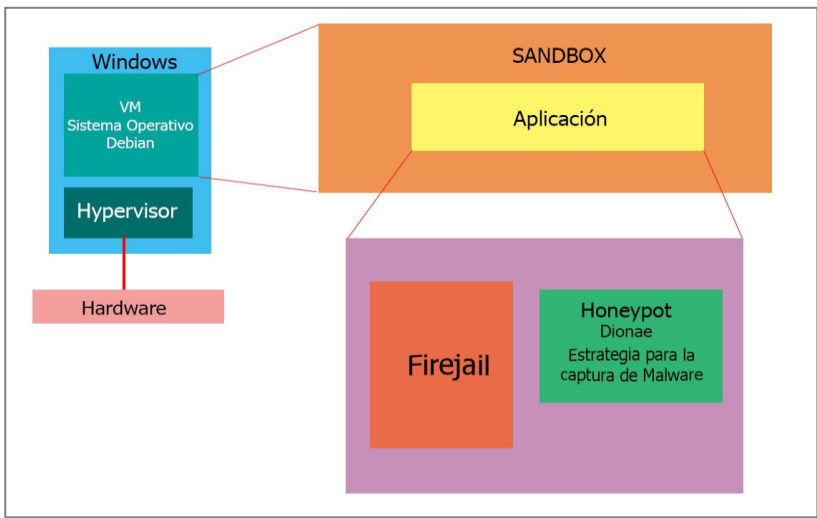 Windows
VM
Sistema Operativo
Debian
Hypervisor
Hardware
SANDBOX
Aplicación
Firejail
Honeypot
Dionae
Estrategia para la
captura de Malware